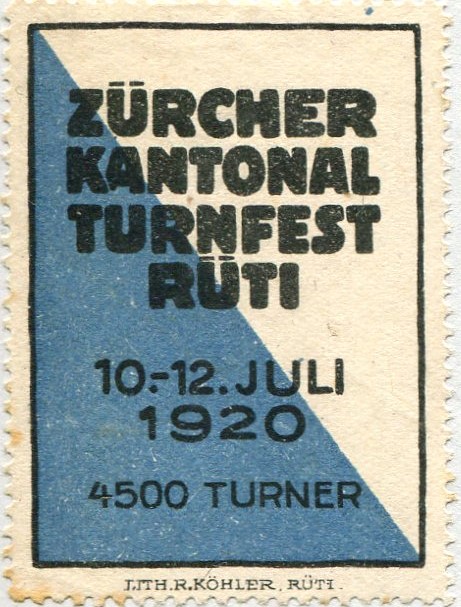 ZÜRCHER
KANTONAL
TURNFEST
RÜTI
10.-12. JULI
1920
4500 TURNER
LITH.R.KÖHLER, RÜTI.